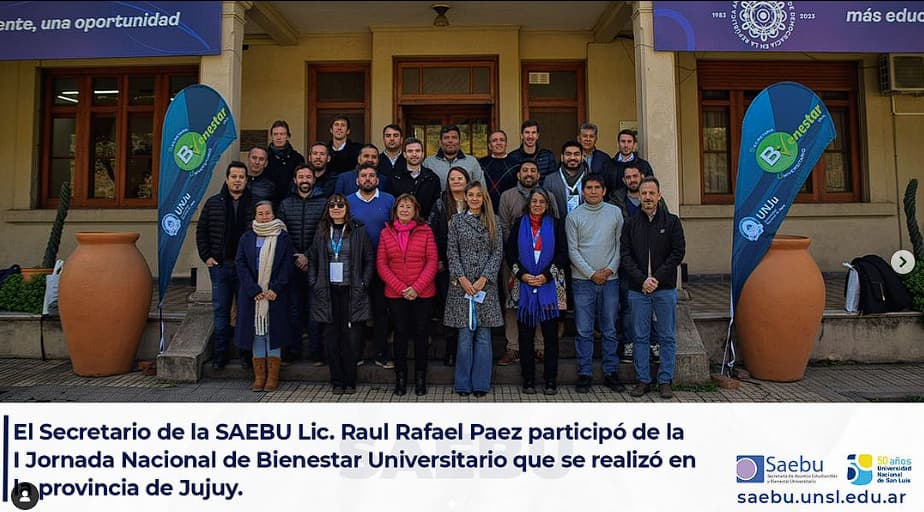 ente, una oportunidad
1983
2023
más educ
Bienestar
UNJu
Bienestar
UNJu
El Secretario de la SAEBU Lic. Raul Rafael Paez participó de la
I Jornada Nacional de Bienestar Universitario que se realizó en
la provincia de Jujuy.
Saebu
Secretaría de Asuntos Estudiantiles
y Bienestar Universitario
50 años
Universidad
Nacional
de San Luis
saebu.unsl.edu.ar